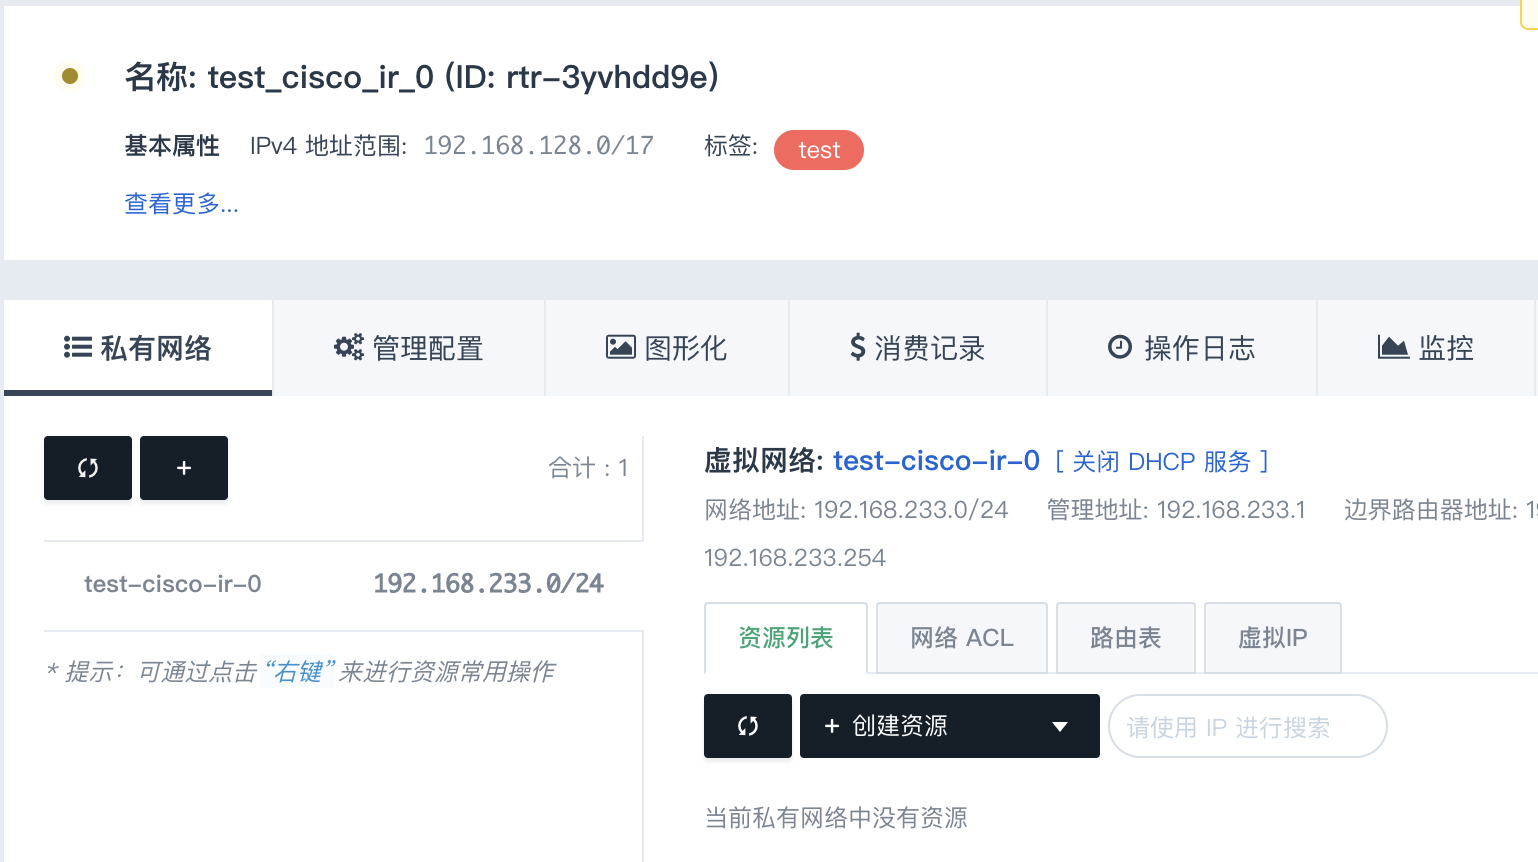 名称: test_cisco_ir_0 (ID: rtr-3yvhdd9e)
基本属性 IPv4 地址范围: 192.168.128.0/17 标签: test
查看更多...
私有网络 管理配置 图形化 消费记录 操作日志 监控
合计 : 1
test-cisco-ir-0 192.168.233.0/24
* 提示：可通过点击“右键”来进行资源常用操作
虚拟网络: test-cisco-ir-0 [ 关闭 DHCP 服务 ]
网络地址: 192.168.233.0/24 管理地址: 192.168.233.1 边界路由器地址:
192.168.233.254
资源列表 网络 ACL 路由表 虚拟IP
+ 创建资源 请使用 IP 进行搜索
当前私有网络中没有资源